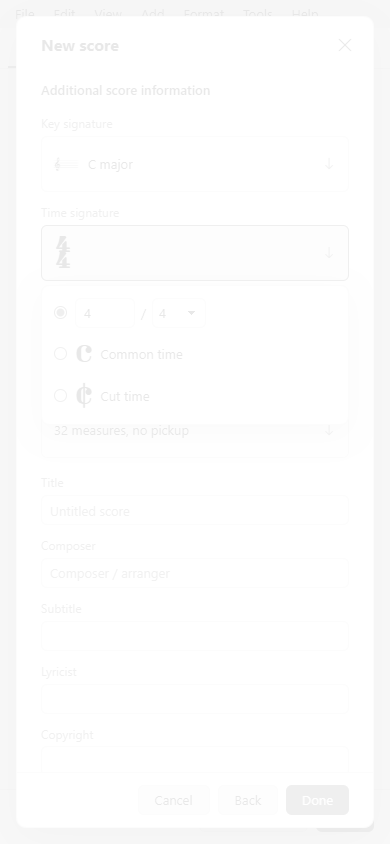 File Edit View Add Format Tools Help
New score
Additional score information
Key signature
C major
Time signature
4
4
4 / 4
Common time
Cut time
32 measures, no pickup
Title
Untitled score
Composer
Composer / arranger
Subtitle
Lyricist
Copyright
Cancel Back Done